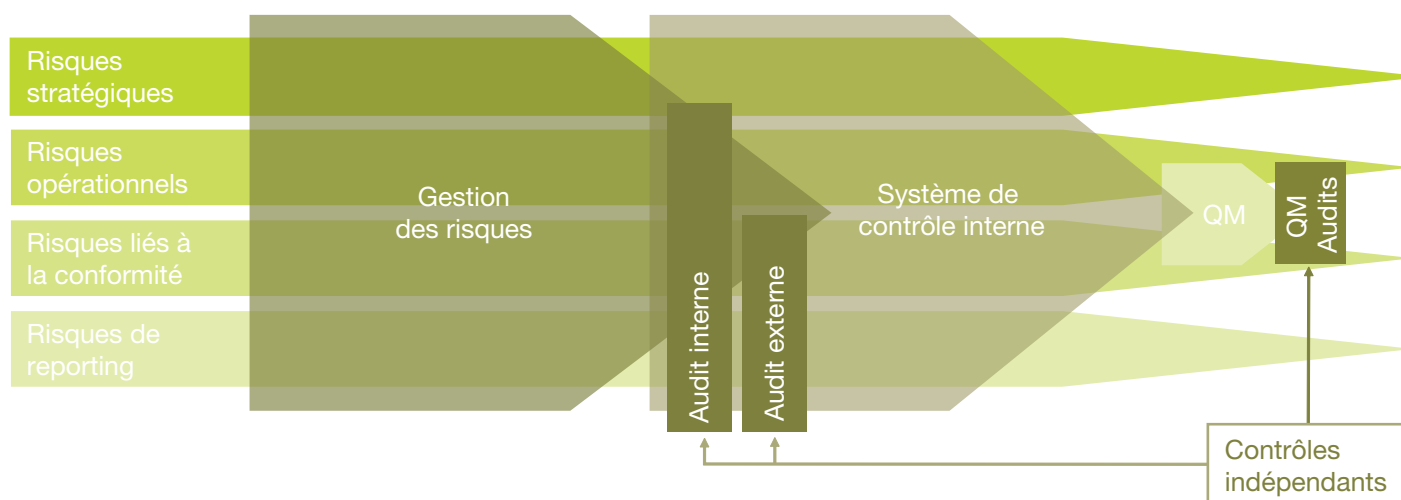 Risques
stratégiques
Risques
opérationnels
Risques liés à
la conformité
Risques de
reporting
Gestion
des risques
Audit interne
Audit externe
Système de
contrôle interne
QM
QM
Audits
Contrôles
indépendants